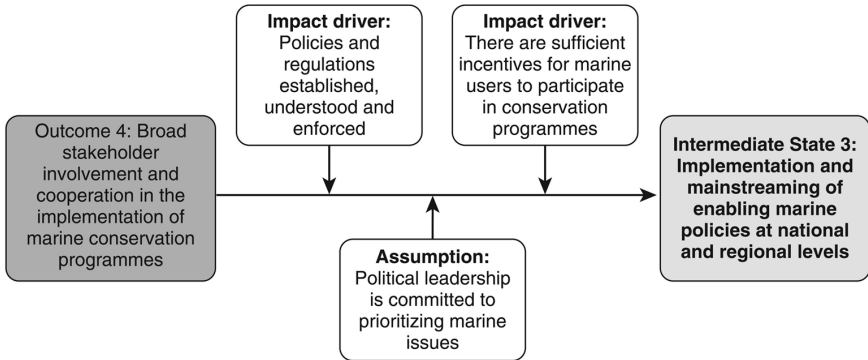 Impact driver:
Policies and
regulations
established,
understood and
enforced
Impact driver:
There are sufficient
incentives for marine
users to participate
in conservation
programmes
Outcome 4: Broad
stakeholder
involvement and
cooperation in the
implementation of
marine conservation
programmes
Intermediate State 3:
Implementation and
mainstreaming of
enabling marine
policies at national
and regional levels
Assumption:
Political leadership
is committed to
prioritizing marine
issues